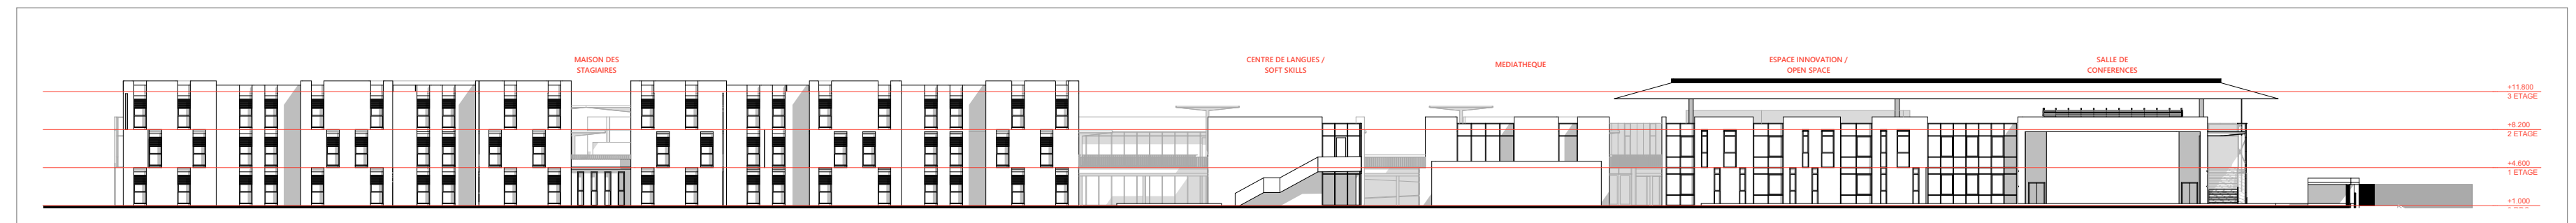 MAISON DES
STAGIAIRES
CENTRE DE LANGUES /
SOFT SKILLS
MEDIATHEQUE
ESPACE INNOVATION /
OPEN SPACE
SALLE DE
CONFERENCES
+11.800
3 ETAGE
+8.200
2 ETAGE
+4.600
1 ETAGE
+1.000